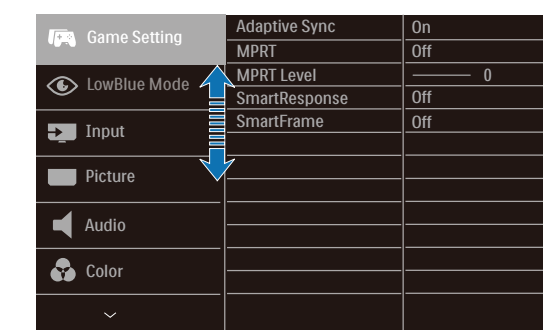 Game Setting
Adaptive Sync On
MPRT Off
MPRT Level 0
LowBlue Mode
SmartResponse Off
SmartFrame Off
Input
Picture
Audio
Color